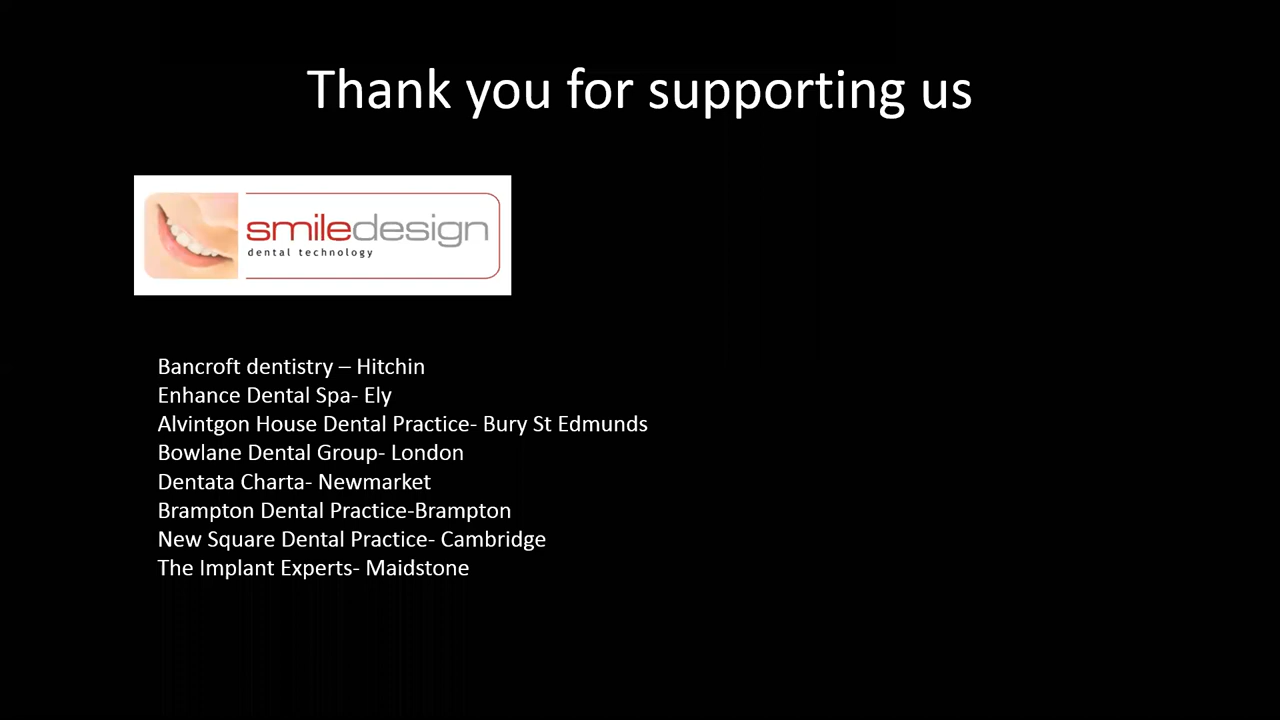 Thank you for supporting us
smiledesign
dental technology
Bancroft dentistry – Hitchin
Enhance Dental Spa- Ely
Alvintgon House Dental Practice- Bury St Edmunds
Bowlane Dental Group- London
Dentata Charta- Newmarket
Brampton Dental Practice-Brampton
New Square Dental Practice- Cambridge
The Implant Experts- Maidstone